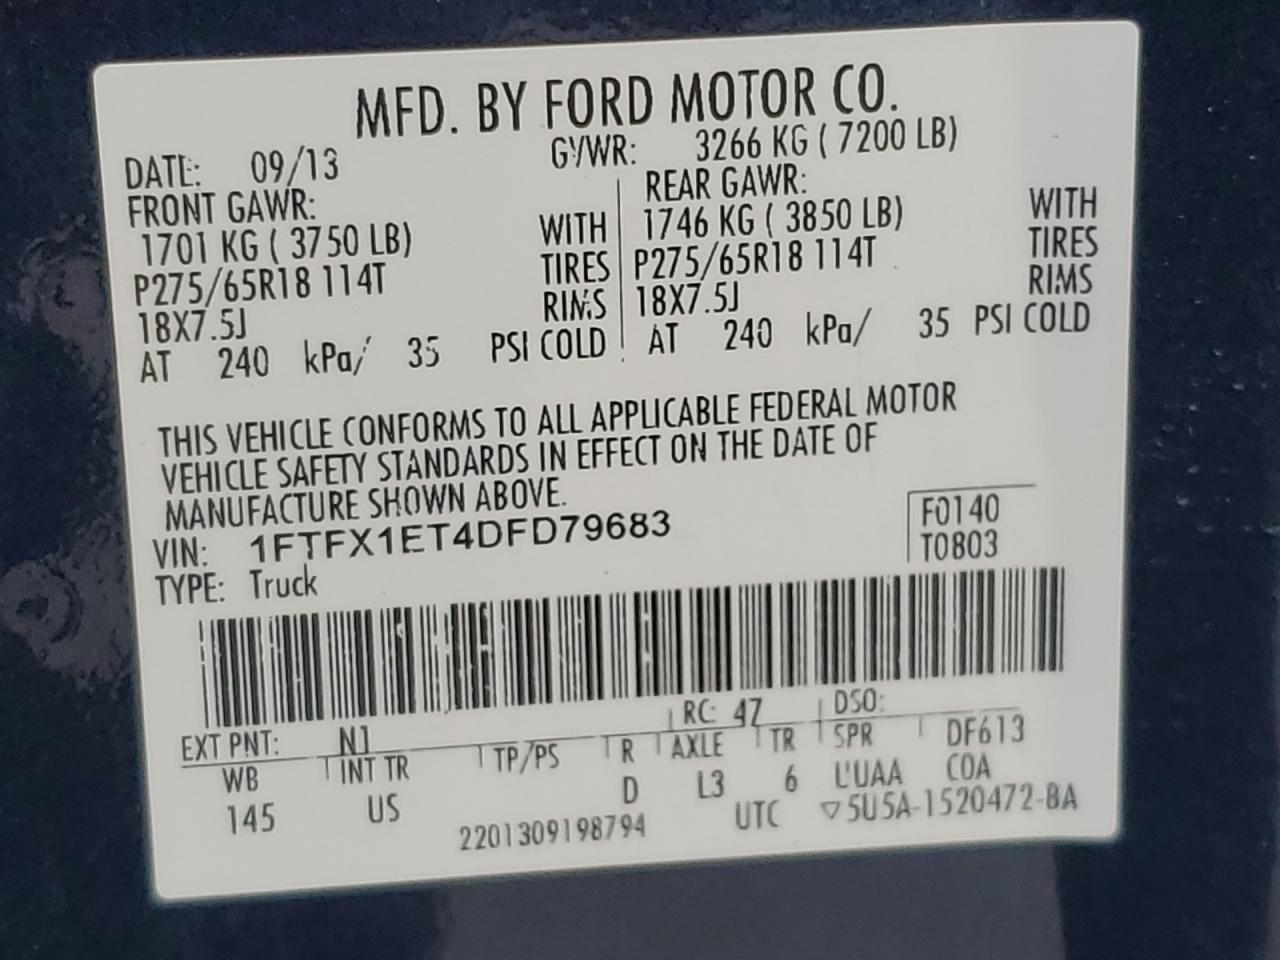 MFD. BY FORD MOTOR CO.
DATE: 09/13 GVWR: 3266 KG ( 7200 LB)
FRONT GAWR: REAR GAWR:
1701 KG ( 3750 LB) WITH 1746 KG ( 3850 LB) WITH
P275/65R18 114T TIRES P275/65R18 114T TIRES
18X7.5J RIMS 18X7.5J RIMS
AT 240 kPa/ 35 PSI COLD AT 240 kPa/ 35 PSI COLD
THIS VEHICLE CONFORMS TO ALL APPLICABLE FEDERAL MOTOR
VEHICLE SAFETY STANDARDS IN EFFECT ON THE DATE OF
MANUFACTURE SHOWN ABOVE.
VIN: 1FTFX1ET4DFD79683 F0140
TYPE: Truck T0803
EXT PNT: N1 RC: 47 DSO:
WB INT TR TP/PS R AXLE TR SPR DF613
145 US D L3 6 UAA COA
2201309198794 UTC ▽5U5A-1520472-BA